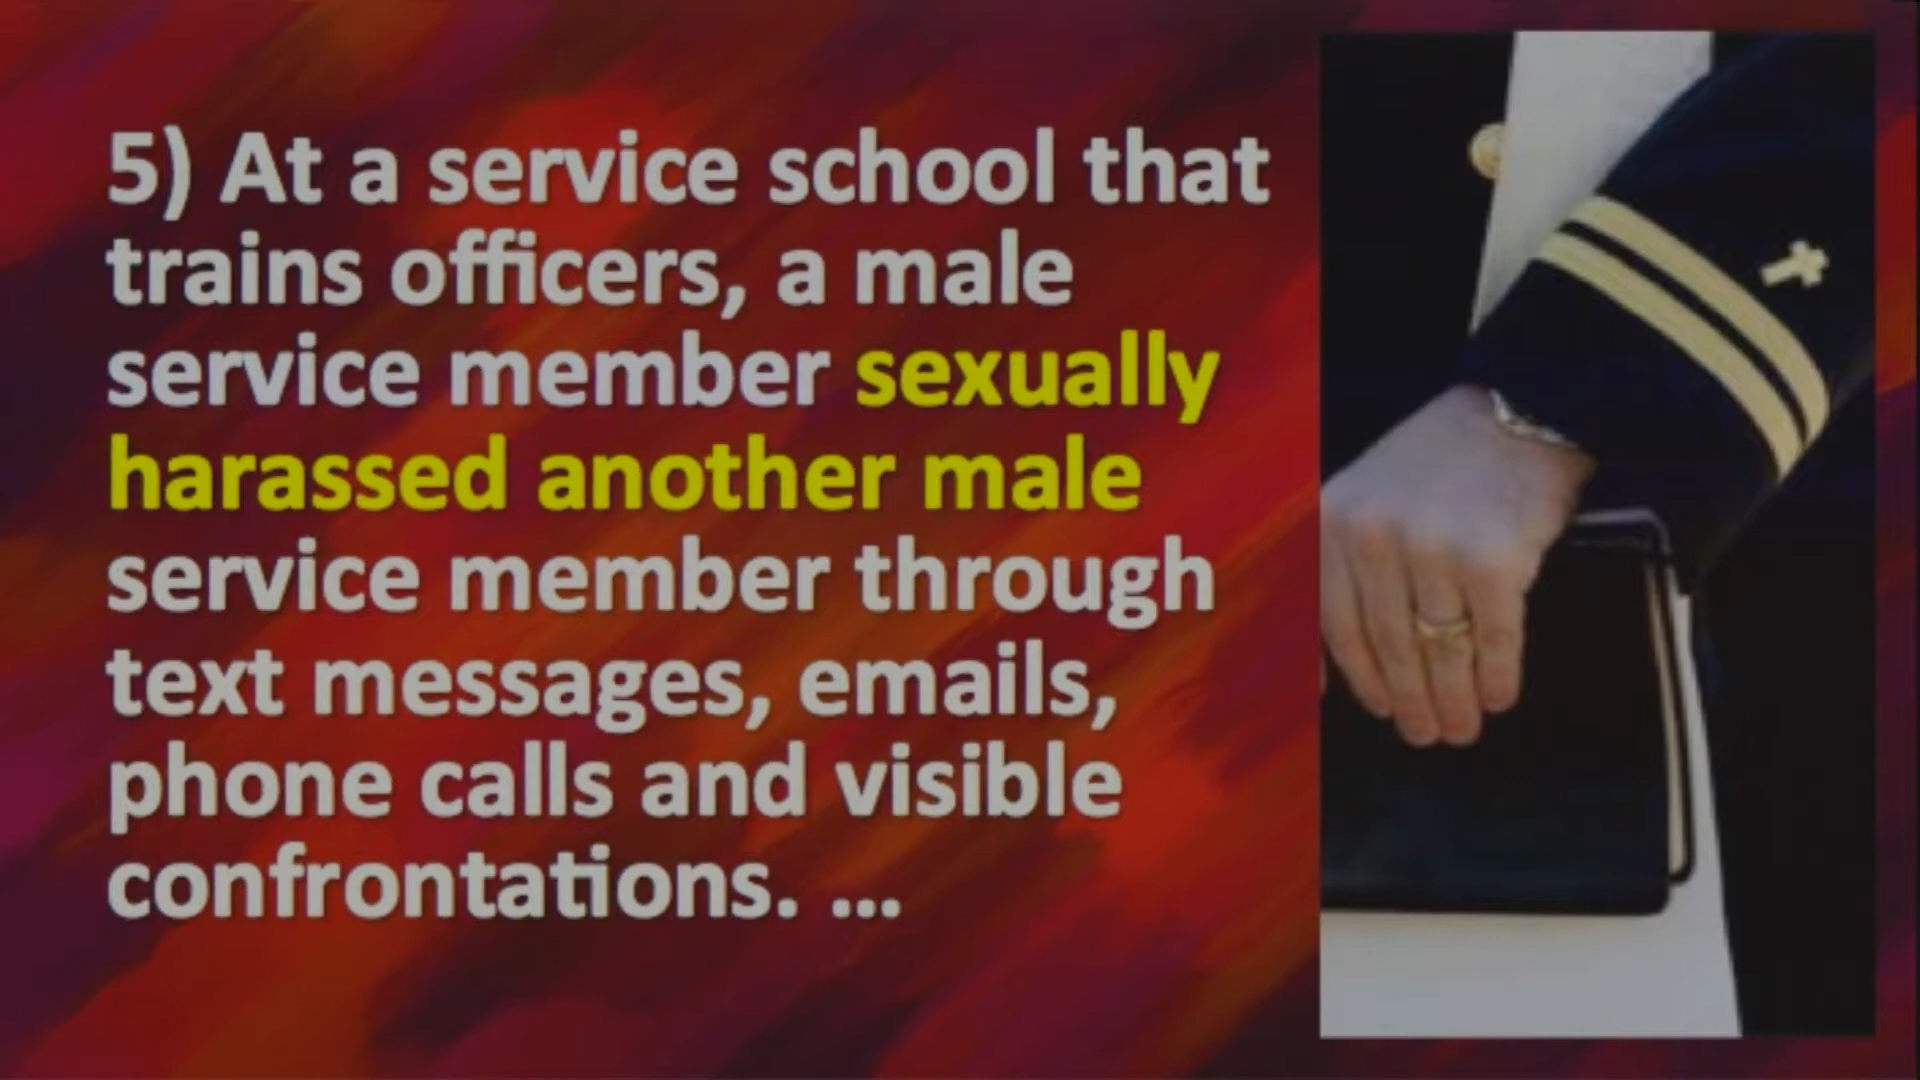 5) At a service school that
trains officers, a male
service member sexually
harassed another male
service member through
text messages, emails,
phone calls and visible
confrontations. ...